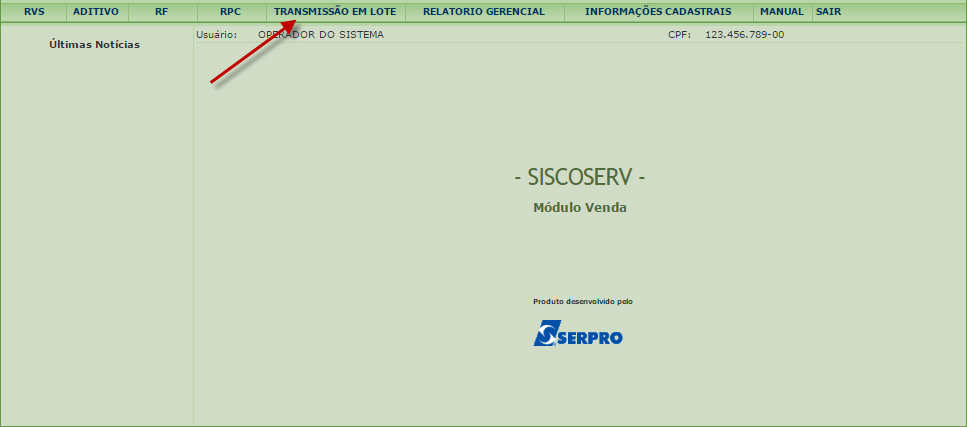 RVS ADITIVO RF RPC TRANSMISSÃO EM LOTE RELATORIO GERENCIAL INFORMAÇÕES CADASTRAIS MANUAL SAIR
Últimas Notícias
Usuário: OPERADOR DO SISTEMA CPF: 123.456.789-00
- SISCOSERV -
Módulo Venda
Produto desenvolvido pelo
SERPRO